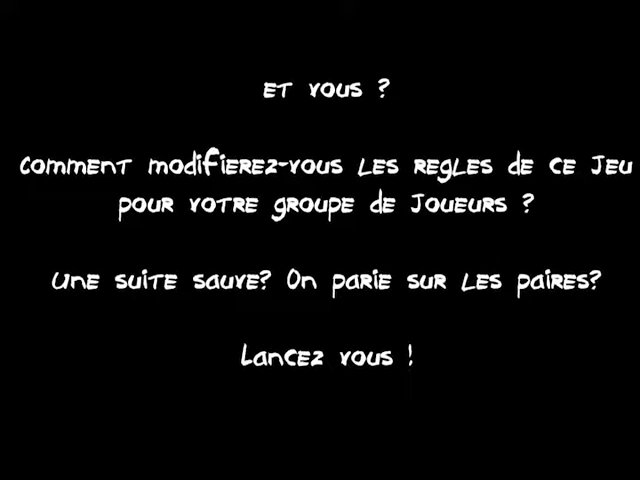 Et vous ?
Comment modifierez-vous les regles de ce jeu
pour votre groupe de joueurs ?
Une suite sauve? On parie sur les paires?
Lancez vous !